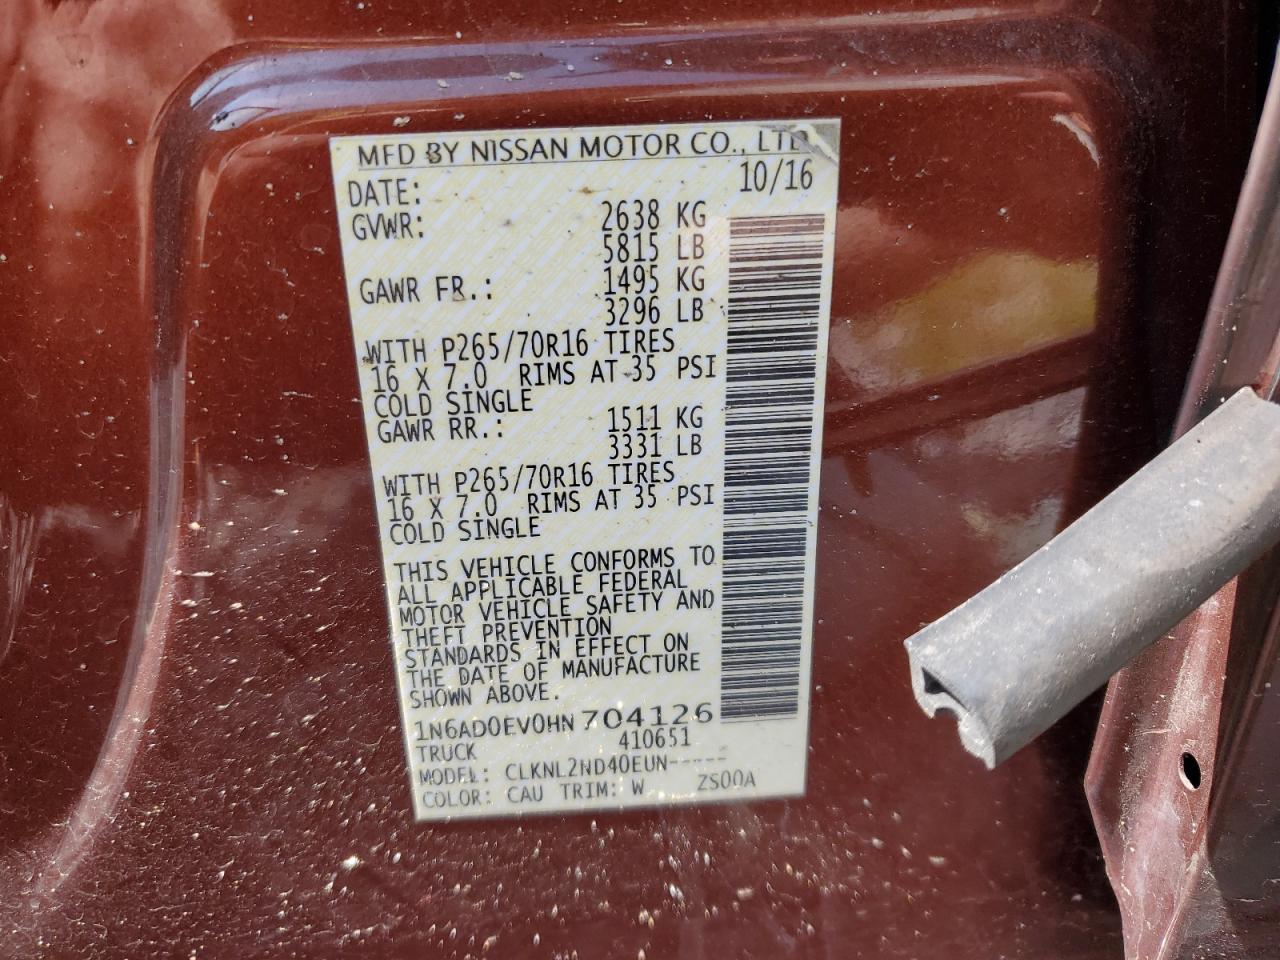 MFD BY NISSAN MOTOR CO., LTD
DATE: 10/16
GVWR: 2638 KG
5815 LB
GAWR FR.: 1495 KG
3296 LB
WITH P265/70R16 TIRES
16 X 7.0 RIMS AT 35 PSI
COLD SINGLE
GAWR RR.: 1511 KG
3331 LB
WITH P265/70R16 TIRES
16 X 7.0 RIMS AT 35 PSI
COLD SINGLE
THIS VEHICLE CONFORMS TO
ALL APPLICABLE FEDERAL
MOTOR VEHICLE SAFETY AND
THEFT PREVENTION
STANDARDS IN EFFECT ON
THE DATE OF MANUFACTURE
SHOWN ABOVE.
1N6AD0EV0HN704126
TRUCK 410651
MODEL: CLKNL2ND40EUN-----
COLOR: CAU TRIM: W ZS00A